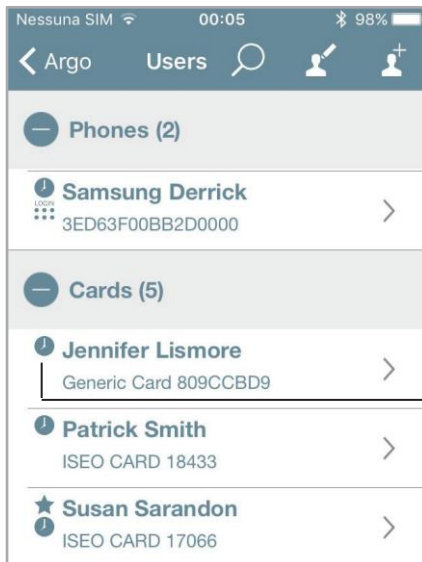 Nessuna SIM 00:05 98%
Argo Users
Phones (2)
Samsung Derrick
LOGIN
3ED63F00BB2D0000
Cards (5)
Jennifer Lismore
Generic Card 809CCBD9
Patrick Smith
ISEO CARD 18433
Susan Sarandon
ISEO CARD 17066